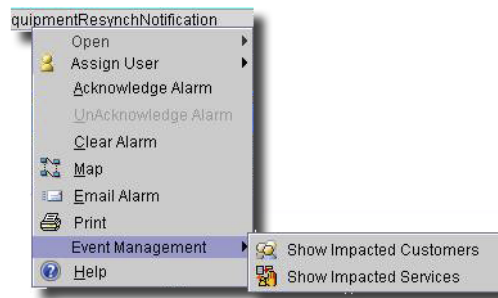 quipmentResynchNotification
Open
Assign User
Acknowledge Alarm
UnAcknowledge Alarm
Clear Alarm
Map
Email Alarm
Print
Event Management
Show Impacted Customers
Show Impacted Services
Help